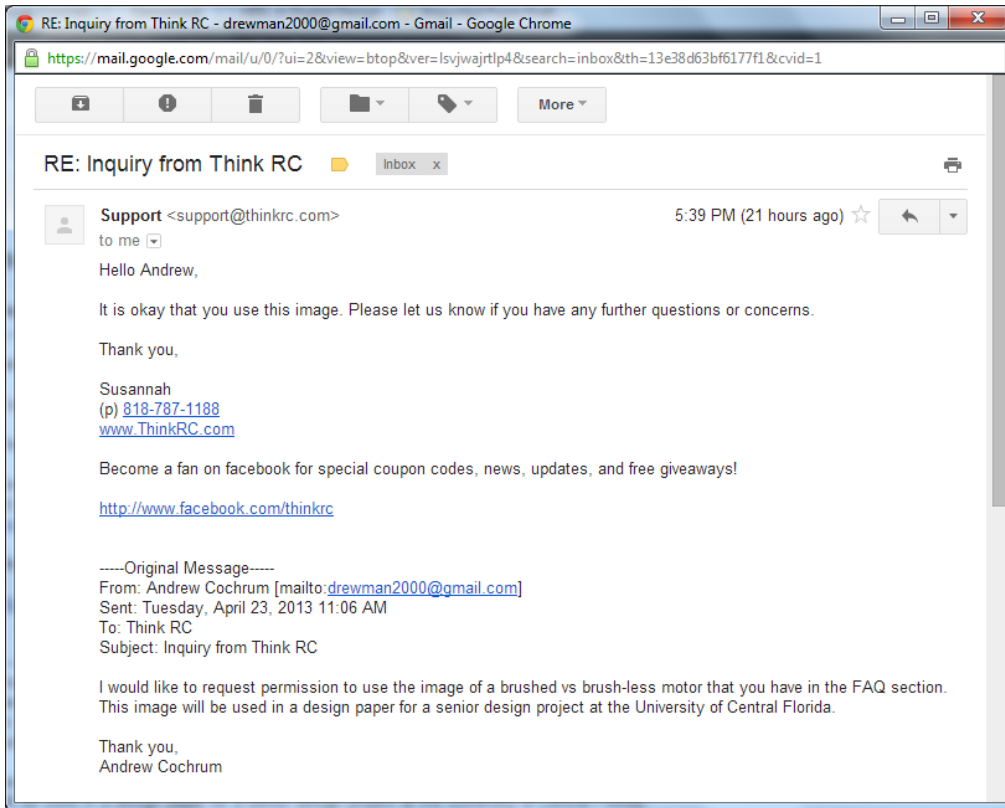 RE: Inquiry from Think RC - drewman2000@gmail.com - Gmail - Google Chrome
https://mail.google.com/mail/u/0/?ui=2&view=btop&ver=lsvjwajrtlp4&search=inbox&th=13e38d63bf6177f1&cvid=1
More
RE: Inquiry from Think RC Inbox x
Support <support@thinkrc.com> 5:39 PM (21 hours ago)
to me
Hello Andrew,
It is okay that you use this image. Please let us know if you have any further questions or concerns.
Thank you,
Susannah
(p) 818-787-1188
www.ThinkRC.com
Become a fan on facebook for special coupon codes, news, updates, and free giveaways!
http://www.facebook.com/thinkrc
-----Original Message-----
From: Andrew Cochrum [mailto:drewman2000@gmail.com]
Sent: Tuesday, April 23, 2013 11:06 AM
To: Think RC
Subject: Inquiry from Think RC
I would like to request permission to use the image of a brushed vs brush-less motor that you have in the FAQ section.
This image will be used in a design paper for a senior design project at the University of Central Florida.
Thank you,
Andrew Cochrum